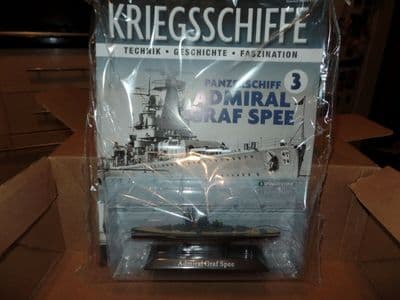 KRIEGSSCHIFFE
TECHNIK • GESCHICHTE • FASZINATION
PANZERSCHIFF 3
ADMIRAL
GRAF SPEE
Admiral Graf Spee